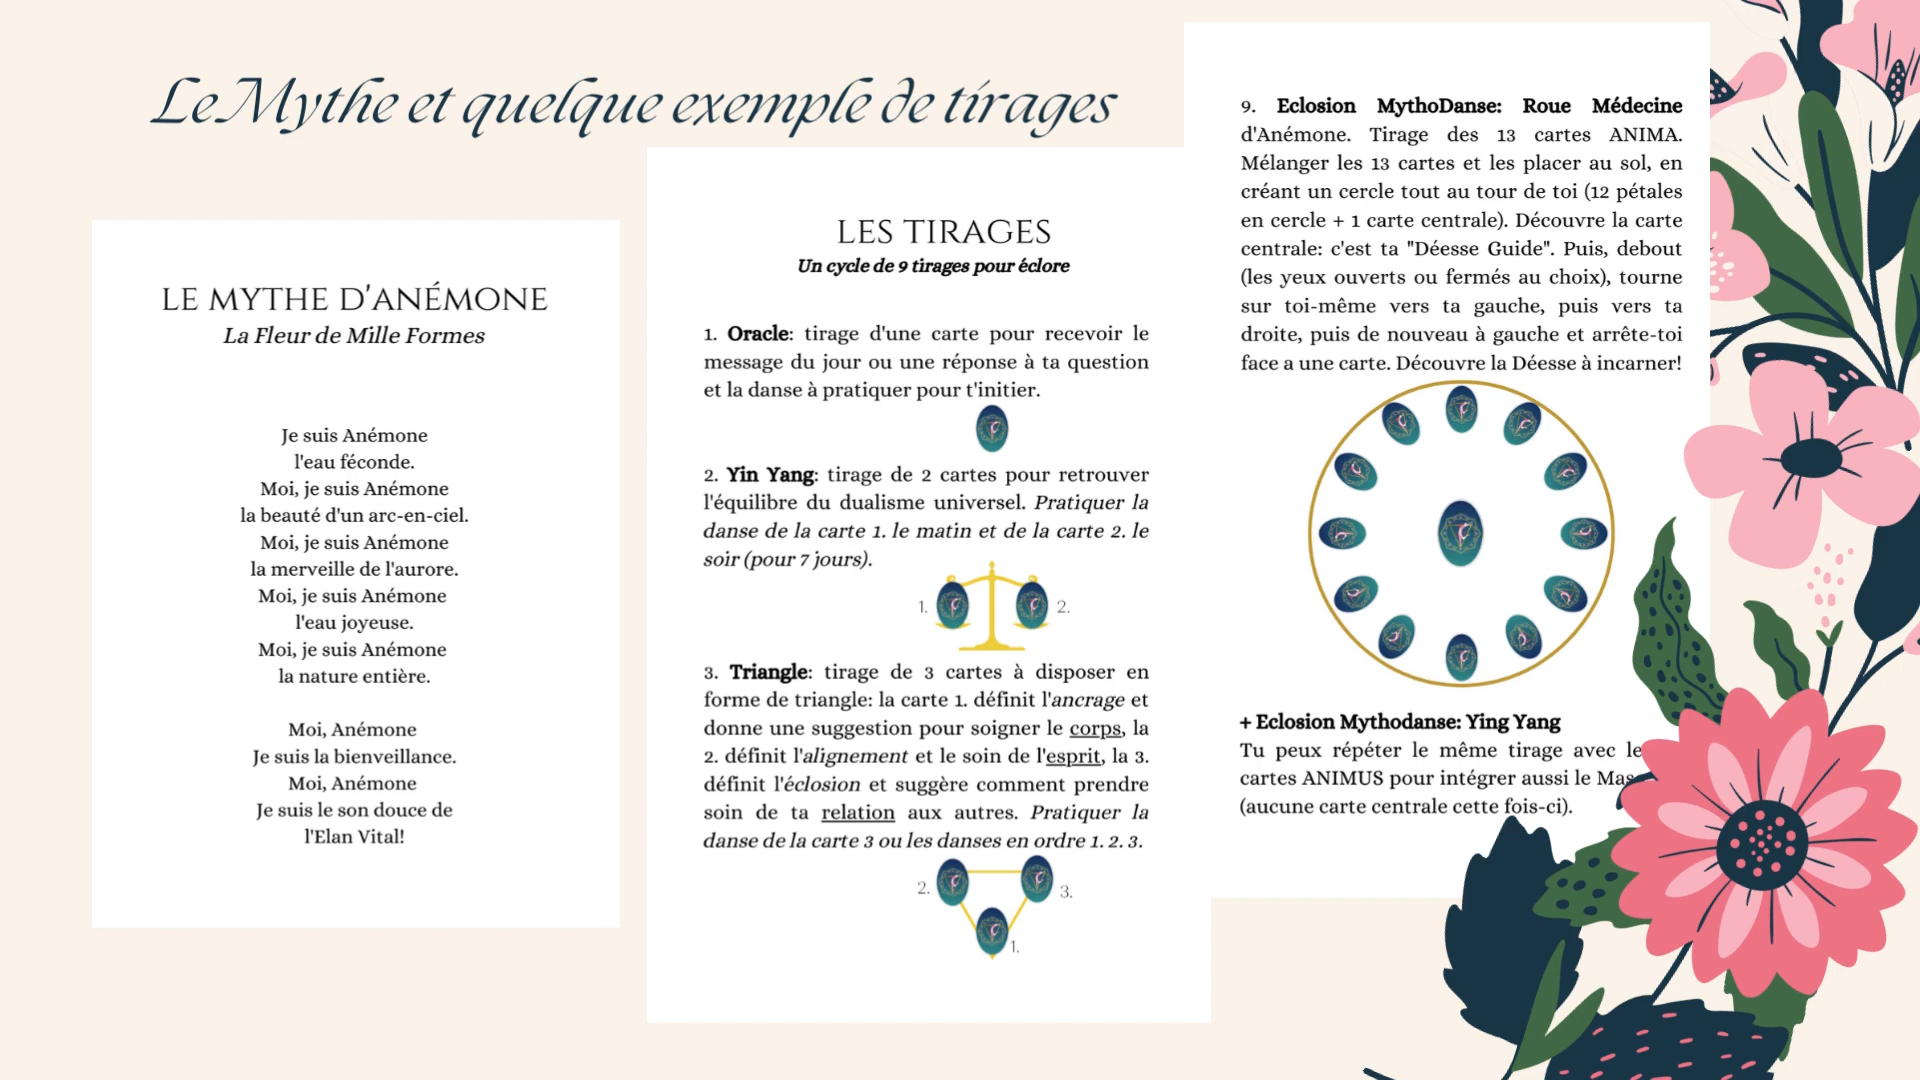 Le Mythe et quelque exemple de tirages
LE MYTHE D'ANÉMONE
La Fleur de Mille Formes
Je suis Anémone
l'eau féconde.
Moi, je suis Anémone
la beauté d'un arc-en-ciel.
Moi, je suis Anémone
la merveille de l'aurore.
Moi, je suis Anémone
l'eau joyeuse.
Moi, je suis Anémone
la nature entière.
Moi, Anémone
Je suis la bienveillance.
Moi, Anémone
Je suis le son douce de
l'Elan Vital!
LES TIRAGES
Un cycle de 9 tirages pour éclore
1. Oracle: tirage d'une carte pour recevoir le
message du jour ou une réponse à ta question
et la danse à pratiquer pour t'initier.
2. Yin Yang: tirage de 2 cartes pour retrouver
l'équilibre du dualisme universel. Pratiquer la
danse de la carte 1. le matin et de la carte 2. le
soir (pour 7 jours).
1. 2.
3. Triangle: tirage de 3 cartes à disposer en
forme de triangle: la carte 1. définit l'ancrage et
donne une suggestion pour soigner le corps, la
2. définit l'alignement et le soin de l'esprit, la 3.
définit l'éclosion et suggère comment prendre
soin de ta relation aux autres. Pratiquer la
danse de la carte 3 ou les danses en ordre 1. 2. 3.
2. 3.
1.
9. Eclosion MythoDanse: Roue Médecine
d'Anémone. Tirage des 13 cartes ANIMA.
Mélanger les 13 cartes et les placer au sol, en
créant un cercle tout au tour de toi (12 pétales
en cercle + 1 carte centrale). Découvre la carte
centrale: c'est ta "Déesse Guide". Puis, debout
(les yeux ouverts ou fermés au choix), tourne
sur toi-même vers ta gauche, puis vers ta
droite, puis de nouveau à gauche et arrête-toi
face a une carte. Découvre la Déesse à incarner!
+ Eclosion Mythodanse: Ying Yang
Tu peux répéter le même tirage avec le
cartes ANIMUS pour intégrer aussi le Mas
(aucune carte centrale cette fois-ci).